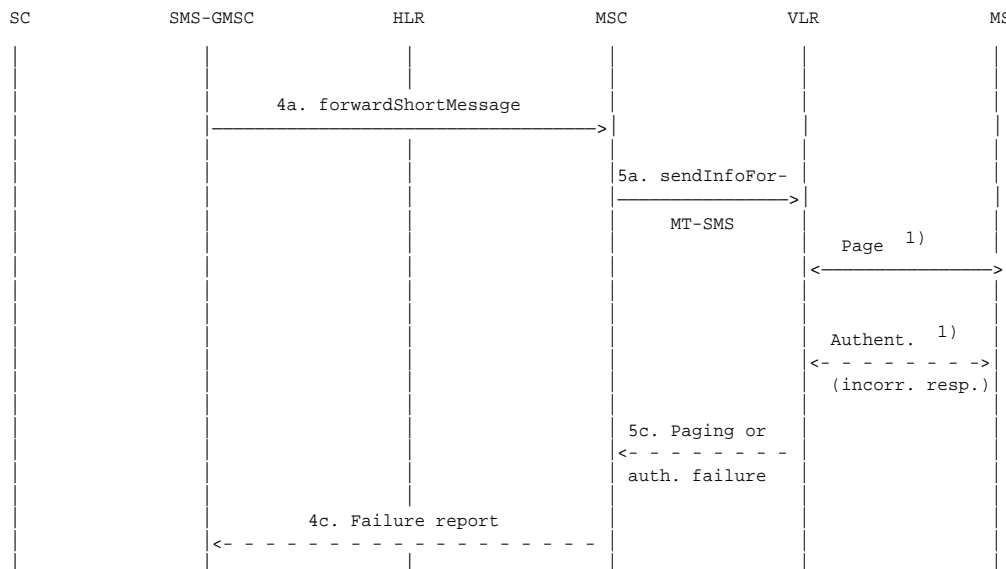 SC SMS-GMSC HLR MSC VLR MS
4a. forwardShortMessage
5a. sendInfoFor-
MT-SMS
Page 1)
Authent. 1)
(incorr. resp.)
5c. Paging or
auth. failure
4c. Failure report